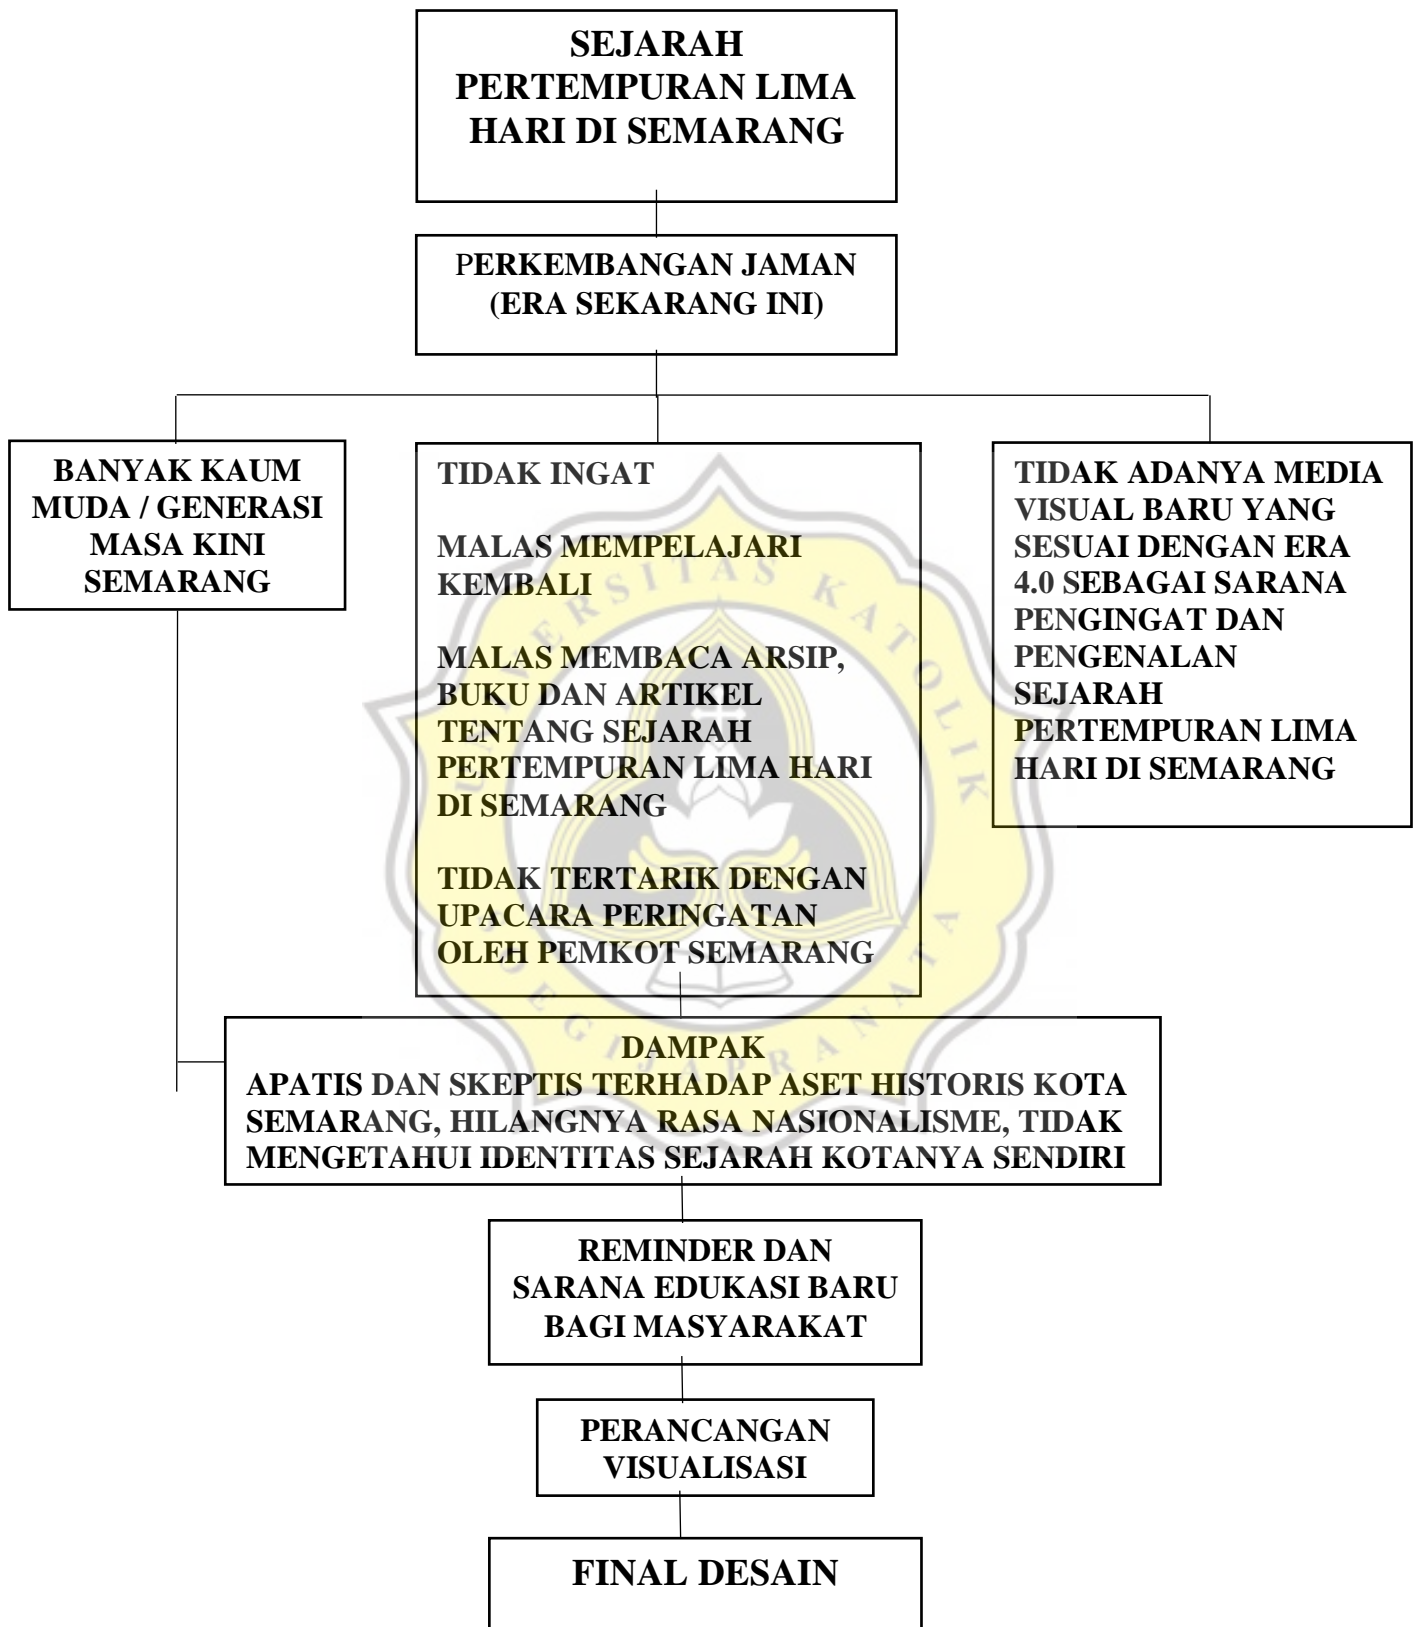 SEJARAH
PERTEMPURAN LIMA
HARI DI SEMARANG
PERKEMBANGAN JAMAN
(ERA SEKARANG INI)
BANYAK KAUM
MUDA / GENERASI
MASA KINI
SEMARANG
TIDAK INGAT
MALAS MEMPELAJARI
KEMBALI
MALAS MEMBACA ARSIP,
BUKU DAN ARTIKEL
TENTANG SEJARAH
PERTEMPURAN LIMA HARI
DI SEMARANG
TIDAK TERTARIK DENGAN
UPACARA PERINGATAN
OLEH PEMKOT SEMARANG
TIDAK ADANYA MEDIA
VISUAL BARU YANG
SESUAI DENGAN ERA
4.0 SEBAGAI SARANA
PENGINGAT DAN
PENGENALAN
SEJARAH
PERTEMPURAN LIMA
HARI DI SEMARANG
DAMPAK
APATIS DAN SKEPTIS TERHADAP ASET HISTORIS KOTA
SEMARANG, HILANGNYA RASA NASIONALISME, TIDAK
MENGETAHUI IDENTITAS SEJARAH KOTANYA SENDIRI
REMINDER DAN
SARANA EDUKASI BARU
BAGI MASYARAKAT
PERANCANGAN
VISUALISASI
FINAL DESAIN
UNIVERSITAS KATOLIK
SOEGIJAPRANATA